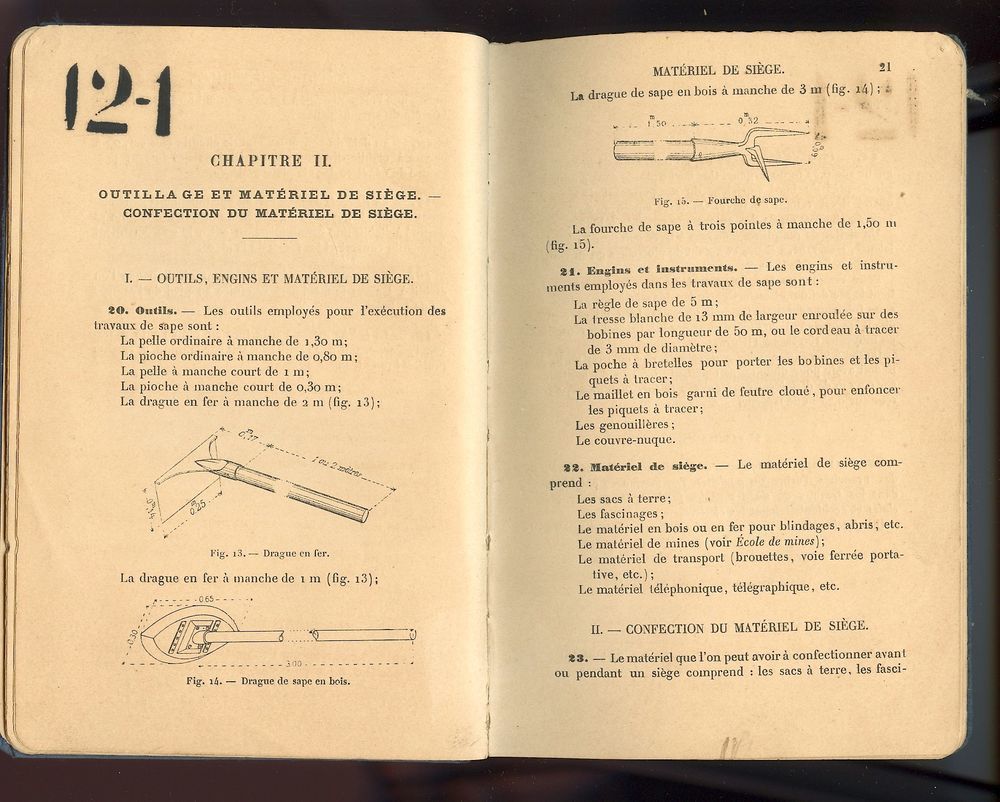 12-1
CHAPITRE II.
OUTILLAGE ET MATÉRIEL DE SIÈGE. —
CONFECTION DU MATÉRIEL DE SIÈGE.
I. — OUTILS, ENGINS ET MATÉRIEL DE SIÈGE.
20. Outils. — Les outils employés pour l'exécution des
travaux de sape sont :
La pelle ordinaire à manche de 1,30 m;
La pioche ordinaire à manche de 0,80 m;
La pelle à manche court de 1 m;
La pioche à manche court de 0,30 m;
La drague en fer à manche de 2 m (fig. 13);
0,m17
1 ou 2 mètres
0,m25
Fig. 13. — Drague en fer.
La drague en fer à manche de 1 m (fig. 13);
0.65
0.30
3.00
Fig. 14. — Drague de sape en bois.
MATÉRIEL DE SIÈGE. 21
La drague de sape en bois à manche de 3 m (fig. 14);
1m50 0m32
0m09
Fig. 15. — Fourche de sape.
La fourche de sape à trois pointes à manche de 1,50 m
(fig. 15).
21. Engins et instruments. — Les engins et instru-
ments employés dans les travaux de sape sont :
La règle de sape de 5 m;
La tresse blanche de 13 mm de largeur enroulée sur des
bobines par longueur de 50 m, ou le cordeau à tracer
de 3 mm de diamètre;
La poche à bretelles pour porter les bobines et les pi-
quets à tracer;
Le maillet en bois garni de feutre cloué, pour enfoncer
les piquets à tracer;
Les genouillères;
Le couvre-nuque.
22. Matériel de siège. — Le matériel de siège com-
prend :
Les sacs à terre;
Les fascinages;
Le matériel en bois ou en fer pour blindages, abris, etc.
Le matériel de mines (voir École de mines);
Le matériel de transport (brouettes, voie ferrée porta-
tive, etc.);
Le matériel téléphonique, télégraphique, etc.
II. — CONFECTION DU MATÉRIEL DE SIÈGE.
23. — Le matériel que l'on peut avoir à confectionner avant
ou pendant un siège comprend : les sacs à terre, les fasci-